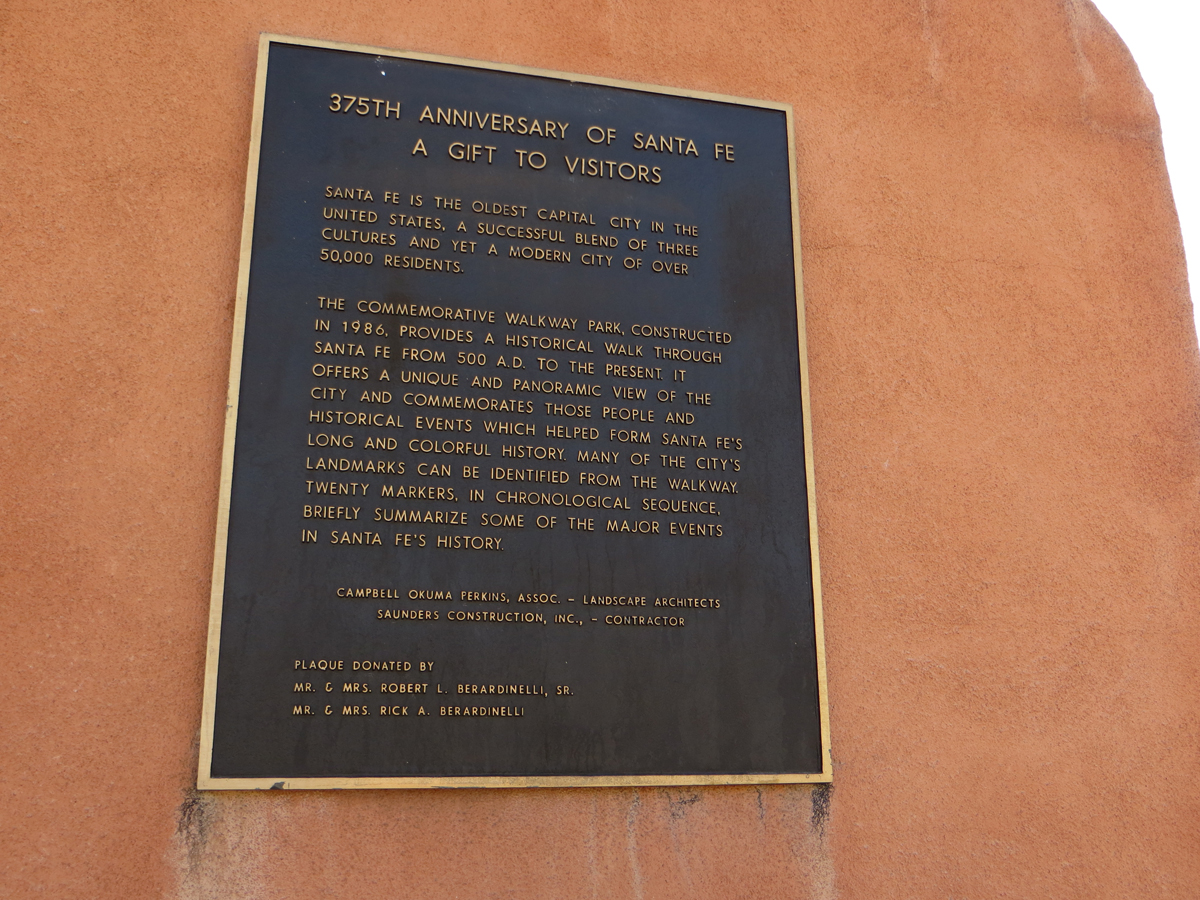 375TH ANNIVERSARY OF SANTA FE
A GIFT TO VISITORS
SANTA FE IS THE OLDEST CAPITAL CITY IN THE
UNITED STATES, A SUCCESSFUL BLEND OF THREE
CULTURES AND YET A MODERN CITY OF OVER
50,000 RESIDENTS.
THE COMMEMORATIVE WALKWAY PARK, CONSTRUCTED
IN 1986, PROVIDES A HISTORICAL WALK THROUGH
SANTA FE FROM 500 A.D. TO THE PRESENT. IT
OFFERS A UNIQUE AND PANORAMIC VIEW OF THE
CITY AND COMMEMORATES THOSE PEOPLE AND
HISTORICAL EVENTS WHICH HELPED FORM SANTA FE'S
LONG AND COLORFUL HISTORY. MANY OF THE CITY'S
LANDMARKS CAN BE IDENTIFIED FROM THE WALKWAY.
TWENTY MARKERS, IN CHRONOLOGICAL SEQUENCE,
BRIEFLY SUMMARIZE SOME OF THE MAJOR EVENTS
IN SANTA FE'S HISTORY.
CAMPBELL OKUMA PERKINS, ASSOC. – LANDSCAPE ARCHITECTS
SAUNDERS CONSTRUCTION, INC., – CONTRACTOR
PLAQUE DONATED BY
MR. & MRS. ROBERT L. BERARDINELLI, SR.
MR. & MRS. RICK A. BERARDINELLI